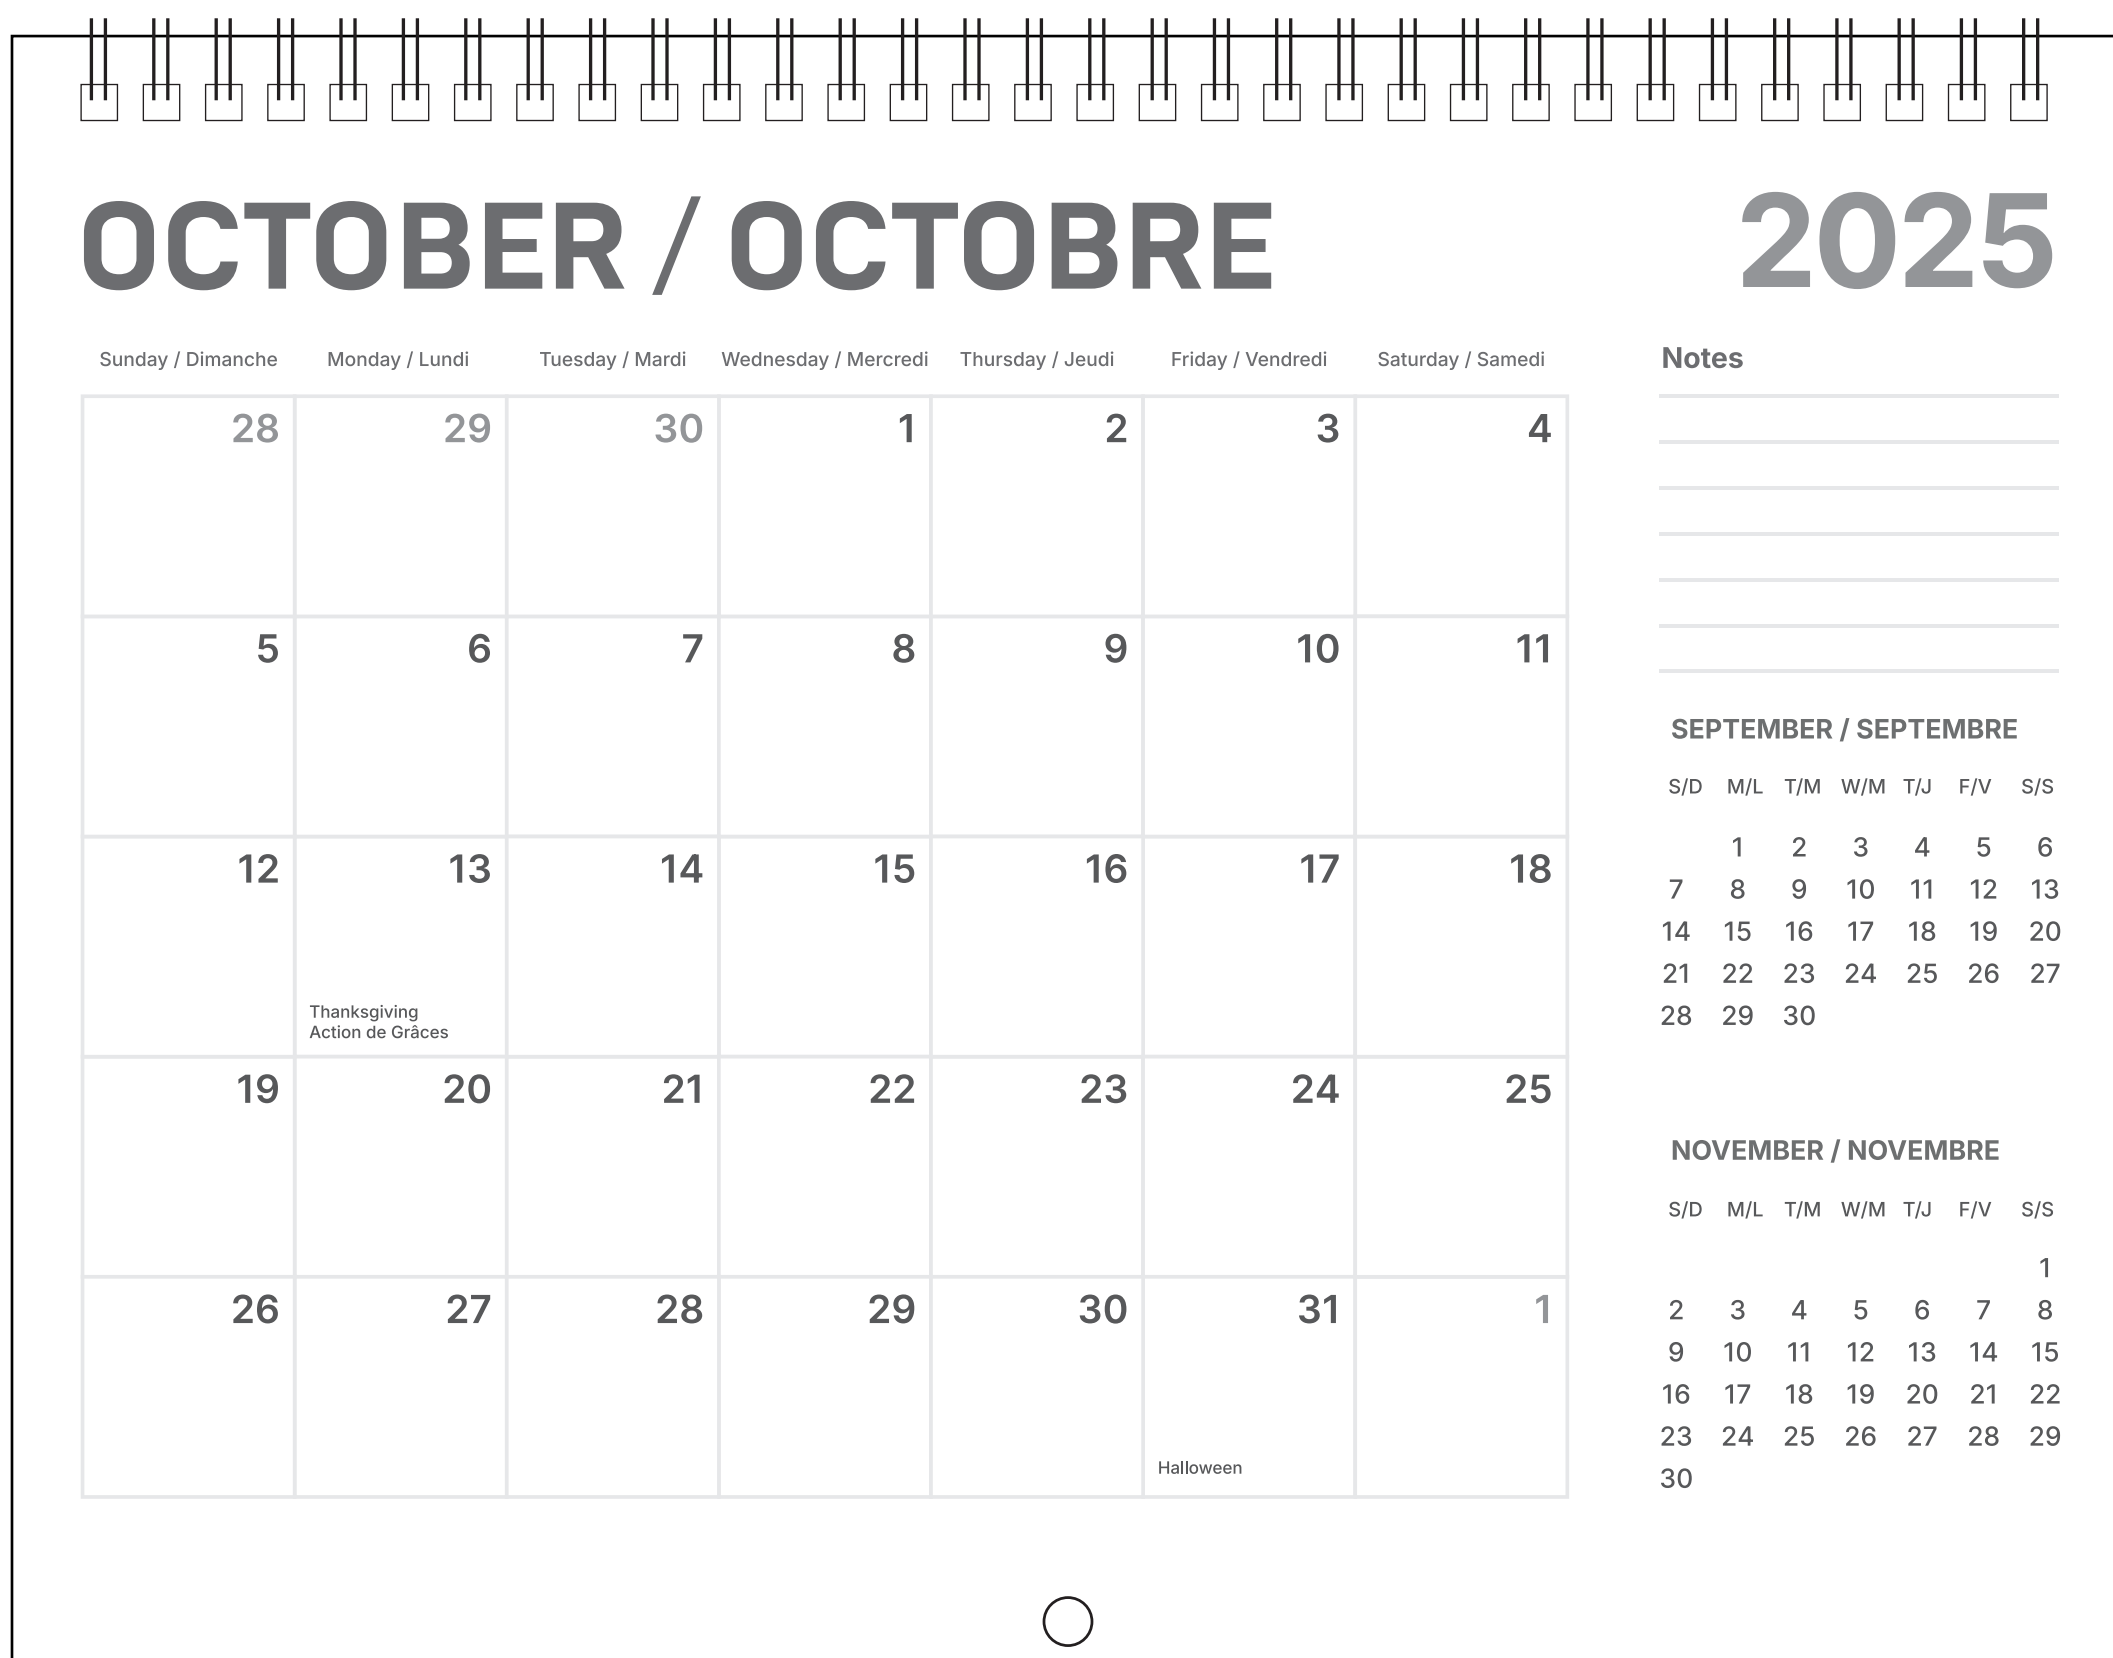 OCTOBER / OCTOBRE 2025
Sunday / Dimanche Monday / Lundi Tuesday / Mardi Wednesday / Mercredi Thursday / Jeudi Friday / Vendredi Saturday / Samedi
28 29 30 1 2 3 4
5 6 7 8 9 10 11
12 13 14 15 16 17 18
Thanksgiving
Action de Grâces
19 20 21 22 23 24 25
26 27 28 29 30 31 1
Halloween
Notes
SEPTEMBER / SEPTEMBRE
S/D M/L T/M W/M T/J F/V S/S
1 2 3 4 5 6
7 8 9 10 11 12 13
14 15 16 17 18 19 20
21 22 23 24 25 26 27
28 29 30
NOVEMBER / NOVEMBRE
S/D M/L T/M W/M T/J F/V S/S
1
2 3 4 5 6 7 8
9 10 11 12 13 14 15
16 17 18 19 20 21 22
23 24 25 26 27 28 29
30